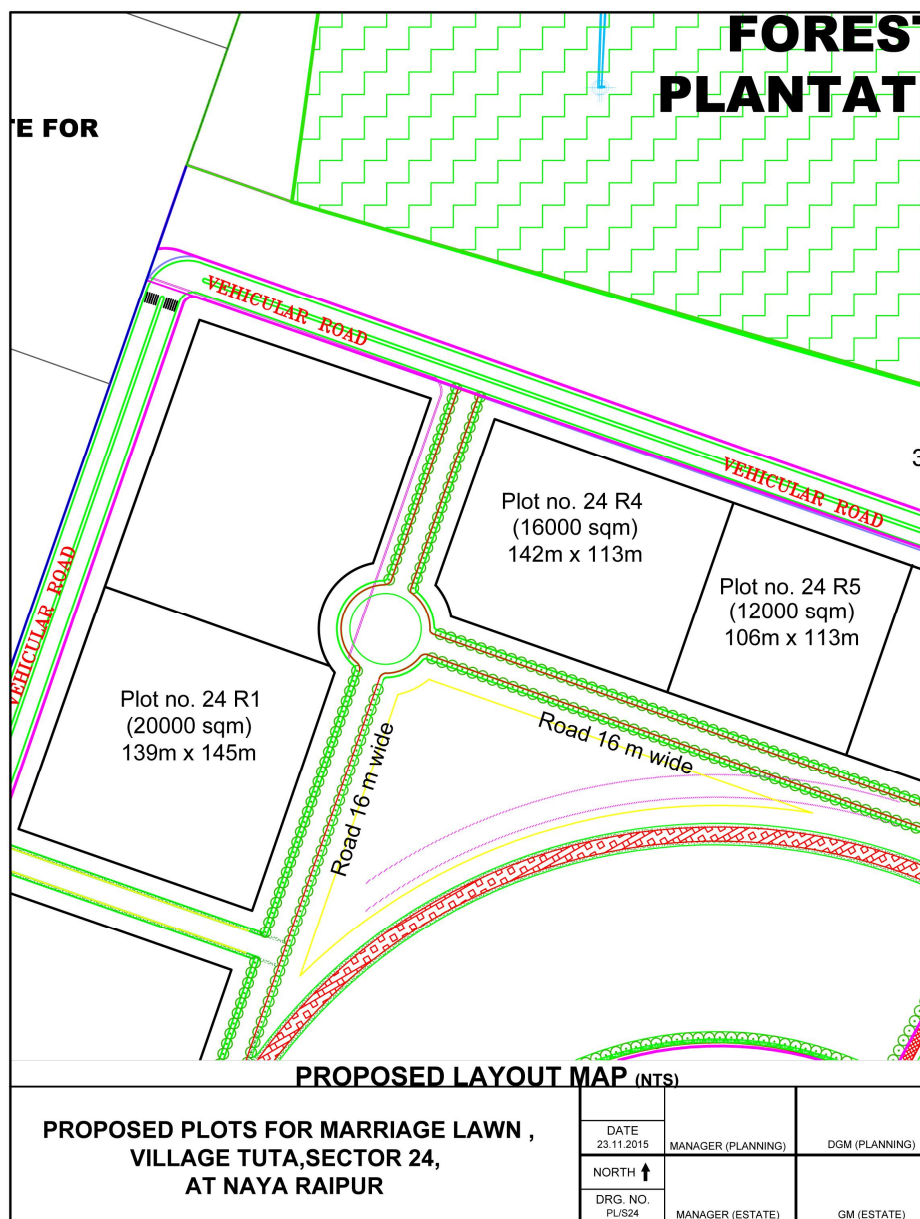 FOREST
PLANTAT
TE FOR
VEHICULAR ROAD
VEHICULAR ROAD
VEHICULAR ROAD
3
Plot no. 24 R4
(16000 sqm)
142m x 113m
Plot no. 24 R5
(12000 sqm)
106m x 113m
Plot no. 24 R1
(20000 sqm)
139m x 145m
Road 16 m wide
Road 16 m wide
PROPOSED LAYOUT MAP (NTS)
PROPOSED PLOTS FOR MARRIAGE LAWN ,
VILLAGE TUTA,SECTOR 24,
AT NAYA RAIPUR
DATE
23.11.2015
MANAGER (PLANNING)
DGM (PLANNING)
NORTH
DRG. NO.
PL/S24
MANAGER (ESTATE)
GM (ESTATE)